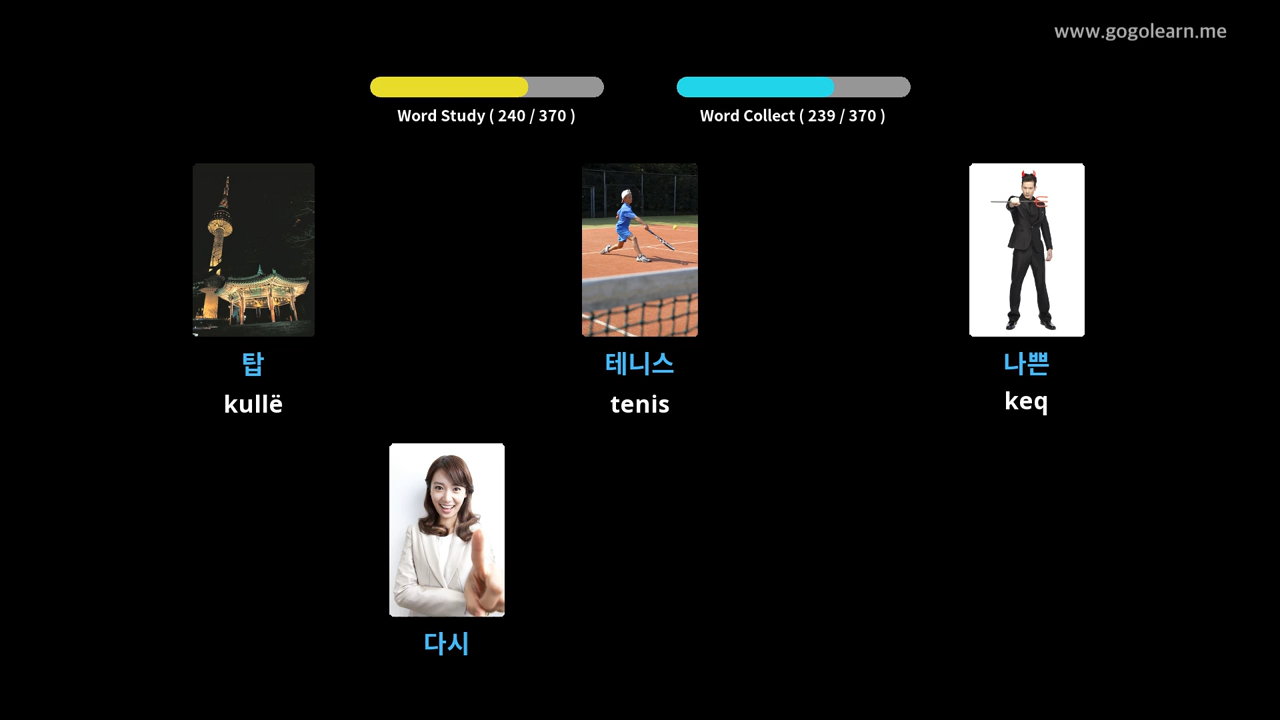 www.gogolearn.me
Word Study ( 240 / 370 )
Word Collect ( 239 / 370 )
탑
테니스
나쁜
kullë
tenis
keq
다시